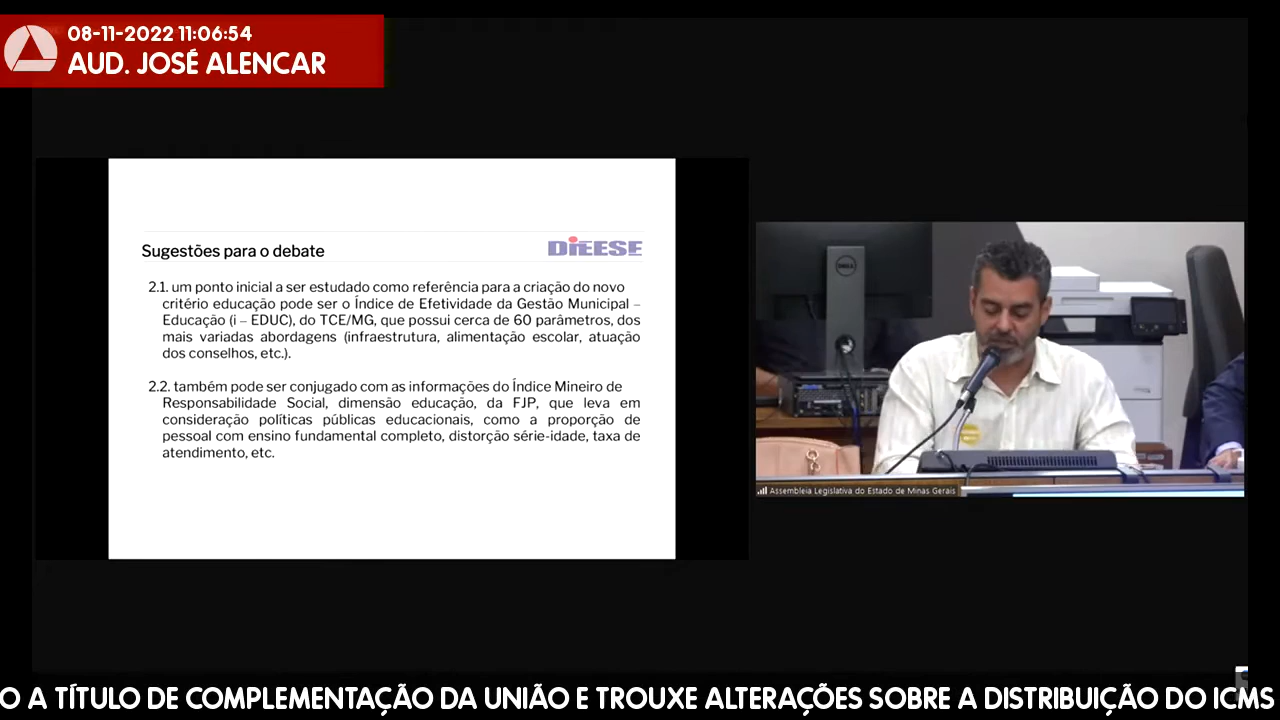 08-11-2022 11:06:54
AUD. JOSÉ ALENCAR
Sugestões para o debate
DIEESE
2.1. um ponto inicial a ser estudado como referência para a criação do novo
critério educação pode ser o Índice de Efetividade da Gestão Municipal –
Educação (i – EDUC), do TCE/MG, que possui cerca de 60 parâmetros, dos
mais variadas abordagens (infraestrutura, alimentação escolar, atuação
dos conselhos, etc.).
2.2. também pode ser conjugado com as informações do Índice Mineiro de
Responsabilidade Social, dimensão educação, da FJP, que leva em
consideração políticas públicas educacionais, como a proporção de
pessoal com ensino fundamental completo, distorção série-idade, taxa de
atendimento, etc.
DELL
Assembleia Legislativa do Estado de Minas Gerais
O A TÍTULO DE COMPLEMENTAÇÃO DA UNIÃO E TROUXE ALTERAÇÕES SOBRE A DISTRIBUIÇÃO DO ICMS